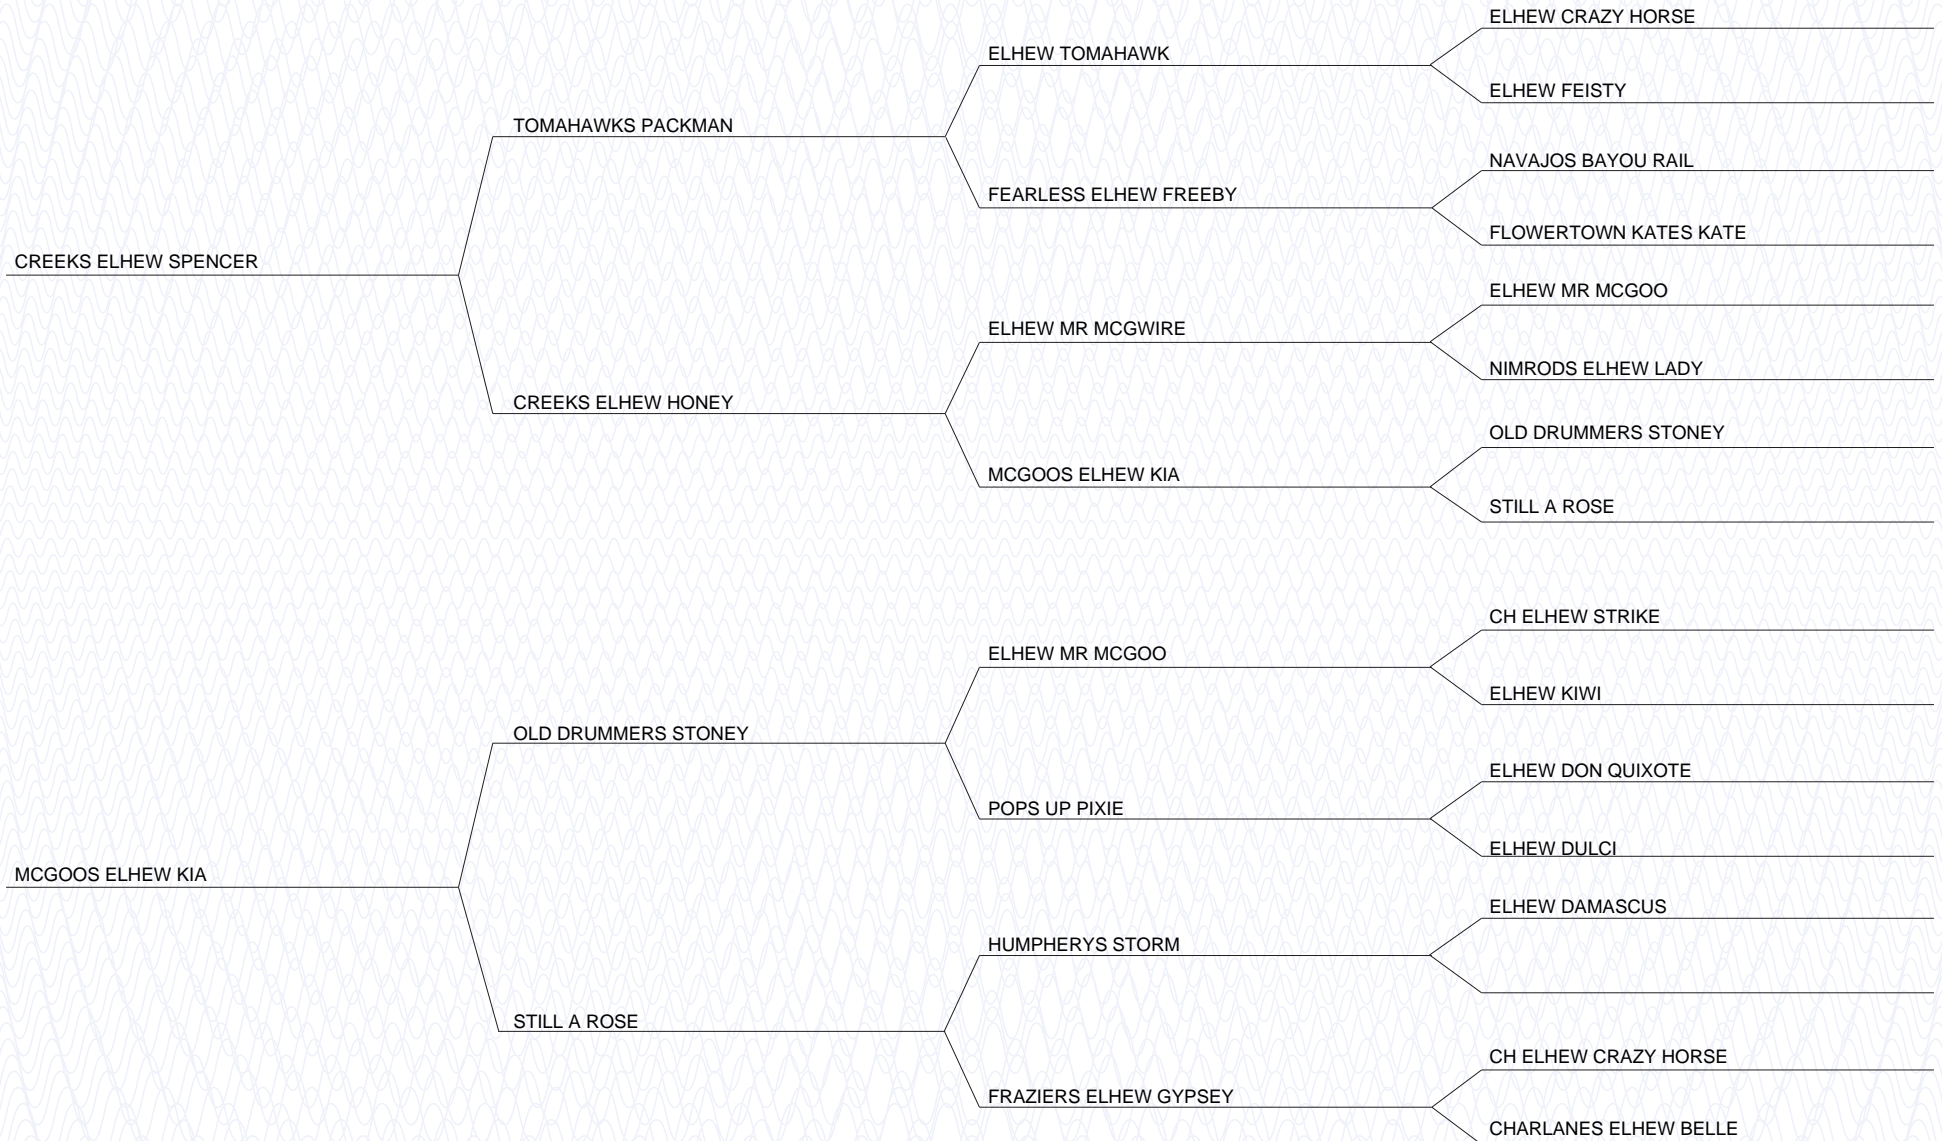 ELHEW CRAZY HORSE
ELHEW TOMAHAWK
ELHEW FEISTY
TOMAHAWKS PACKMAN
NAVAJOS BAYOU RAIL
FEARLESS ELHEW FREEBY
FLOWERTOWN KATES KATE
CREEKS ELHEW SPENCER
ELHEW MR MCGOO
ELHEW MR MCGWIRE
NIMRODS ELHEW LADY
CREEKS ELHEW HONEY
OLD DRUMMERS STONEY
MCGOOS ELHEW KIA
STILL A ROSE
CH ELHEW STRIKE
ELHEW MR MCGOO
ELHEW KIWI
OLD DRUMMERS STONEY
ELHEW DON QUIXOTE
POPS UP PIXIE
ELHEW DULCI
MCGOOS ELHEW KIA
ELHEW DAMASCUS
HUMPHERYS STORM
STILL A ROSE
CH ELHEW CRAZY HORSE
FRAZIERS ELHEW GYPSEY
CHARLANES ELHEW BELLE